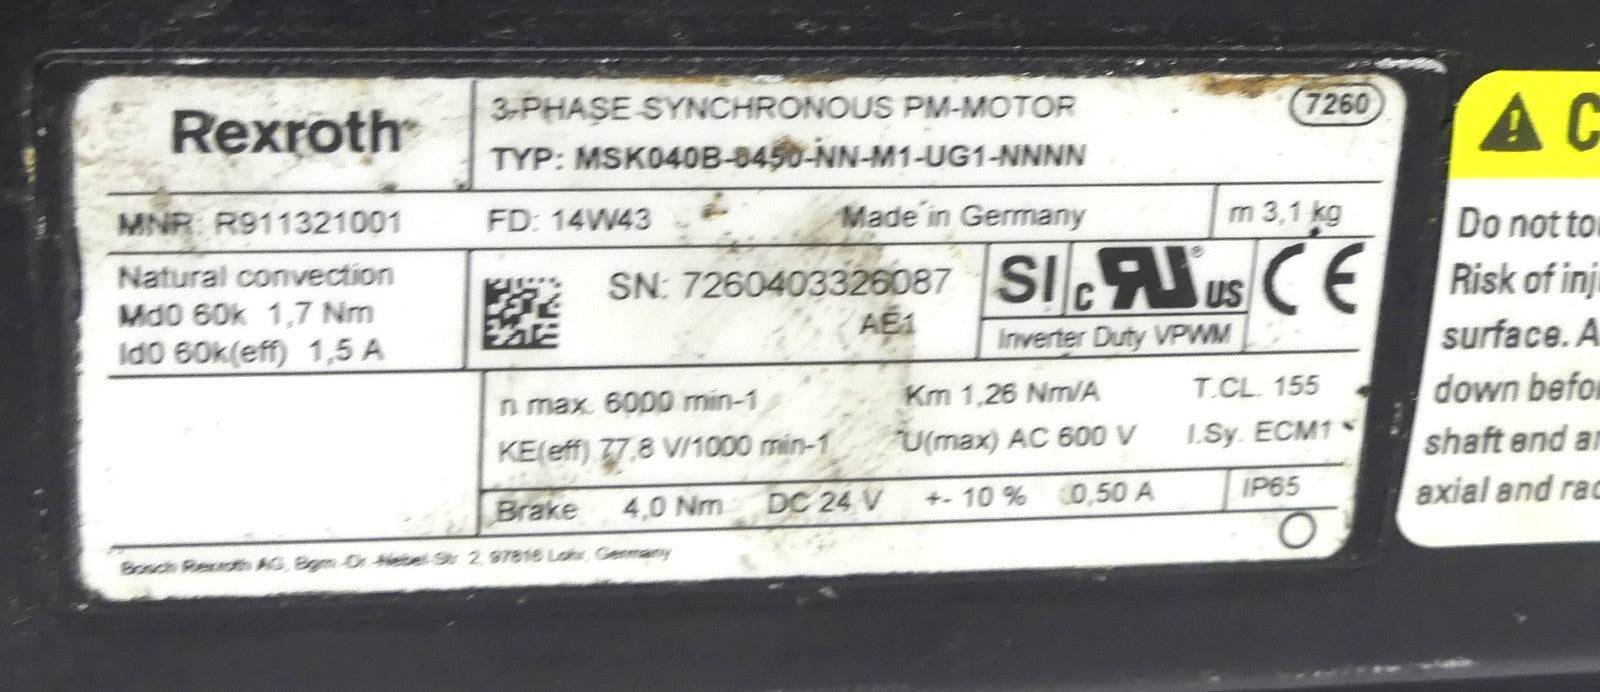 Rexroth
3-PHASE SYNCHRONOUS PM-MOTOR 7260
TYP: MSK040B-0450-NN-M1-UG1-NNNN
MNR: R911321001 FD: 14W43 Made in Germany m 3,1 kg
Natural convection
Md0 60k 1,7 Nm
Id0 60k(eff) 1,5 A
SN: 7260403326087
AE1
SI c RU ® US CE
Inverter Duty VPWM
n max. 6000 min-1 Km 1,26 Nm/A T.CL. 155
KE(eff) 77,8 V/1000 min-1 U(max) AC 600 V I.Sy. ECM1
Brake 4,0 Nm DC 24 V +- 10 % 0,50 A IP65
Bosch Rexroth AG, Bgm.-Dr.-Nebel-Str. 2, 97816 Lohr, Germany
C
Do not to
Risk of inj
surface. A
down befo
shaft end a
axial and ra